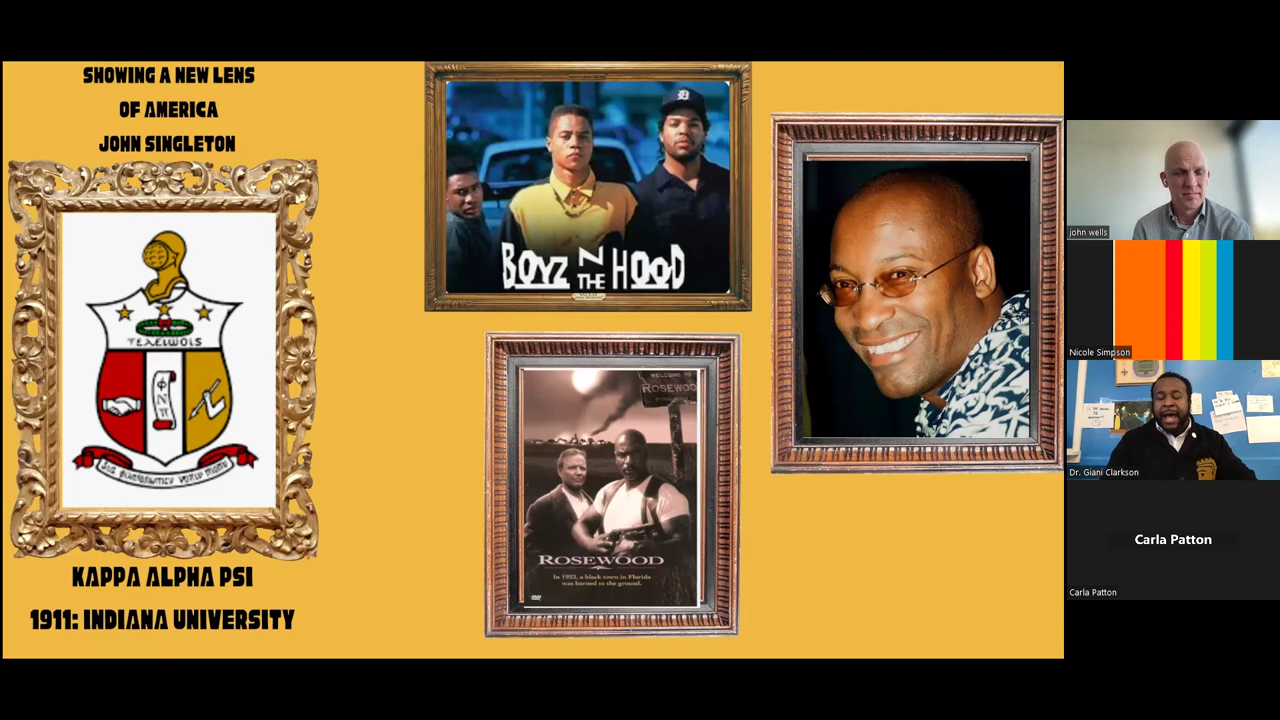 SHOWING A NEW LENS
OF AMERICA
JOHN SINGLETON
ΤΕΛΕΙWΟΙS
ΦΝΠ
KAPPA ALPHA PSI
1911: INDIANA UNIVERSITY
BOYZ N THE HOOD
WELCOME TO
ROSEWOOD
ROSEWOOD
In 1923, a black town in Florida
was burned to the ground.
john wells
Nicole Simpson
Dr. Giani Clarkson
Carla Patton
Carla Patton